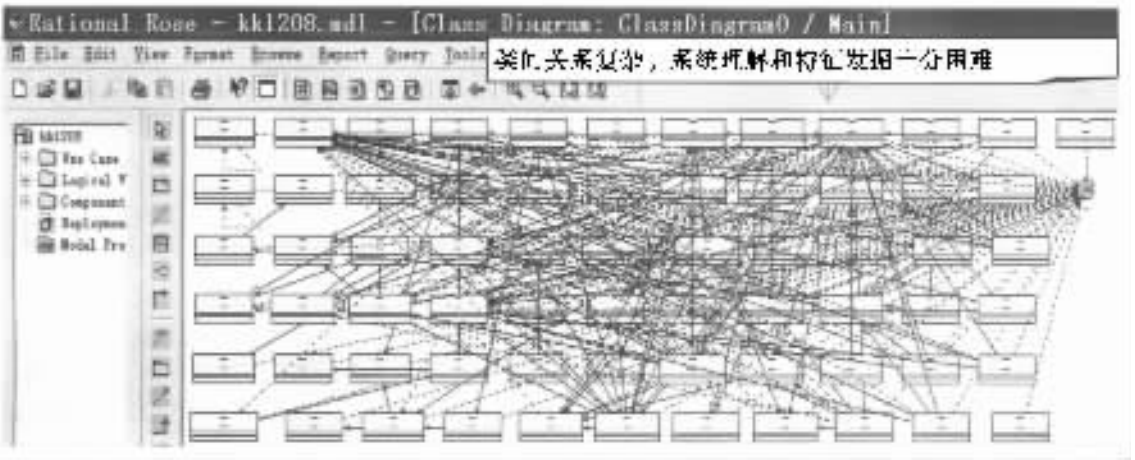 Rational Rose - kk1208.mdl - [Class Diagram: ClassDiagram0 / Main]
File Edit View Format Browse Report Query Tools
类间关系复杂，系统理解和特征发掘十分困难
kk1208
Use Case
Logical V
Component
Deploymen
Model Pro